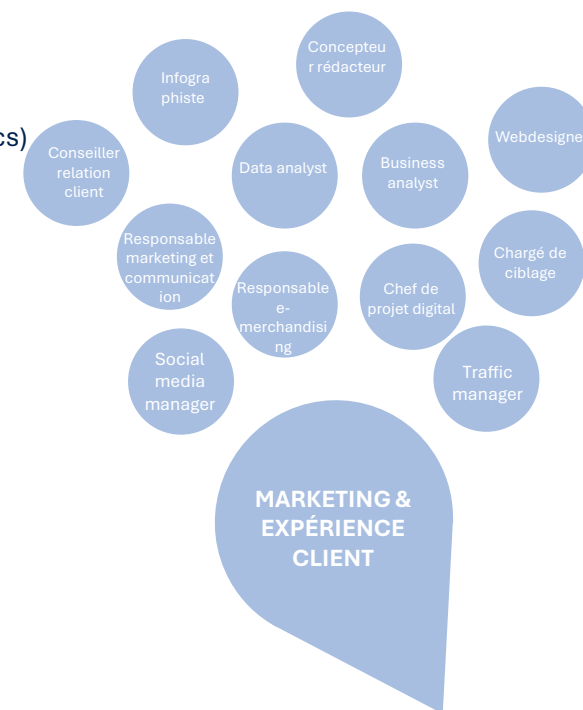 Concepteu
r rédacteur
Infogra
phiste
cs)
Webdesigne
Conseiller
relation
client
Data analyst
Business
analyst
Responsable
marketing et
communicat
ion
Chargé de
ciblage
Responsable
e-
merchandisi
ng
Chef de
projet digital
Social
media
manager
Traffic
manager
MARKETING &
EXPÉRIENCE
CLIENT